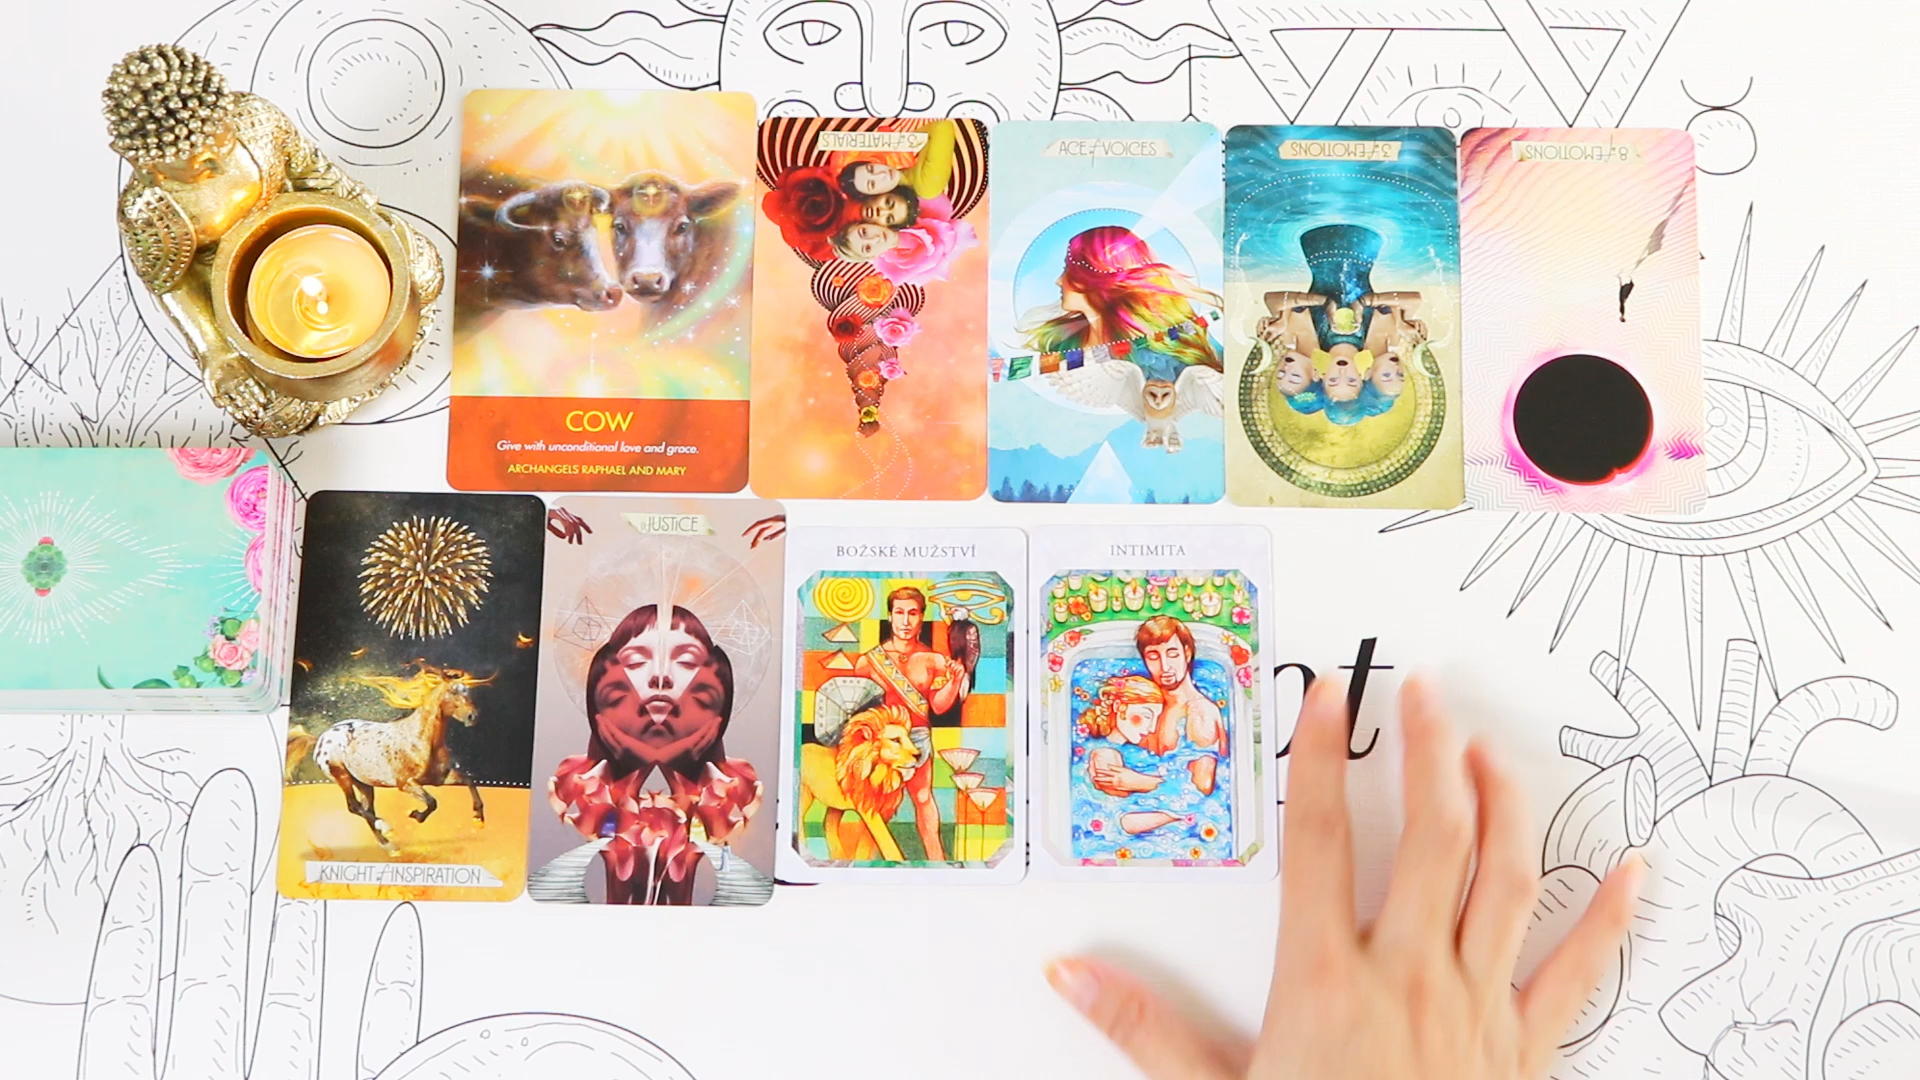 3 of MATERIALS
ACE of VOICES
3 of EMOTIONS
8 of EMOTIONS
COW
Give with unconditional love and grace.
ARCHANGELS RAPHAEL AND MARY
JUSTICE
BOŽSKÉ MUŽSTVÍ
INTIMITA
KNIGHT of INSPIRATION